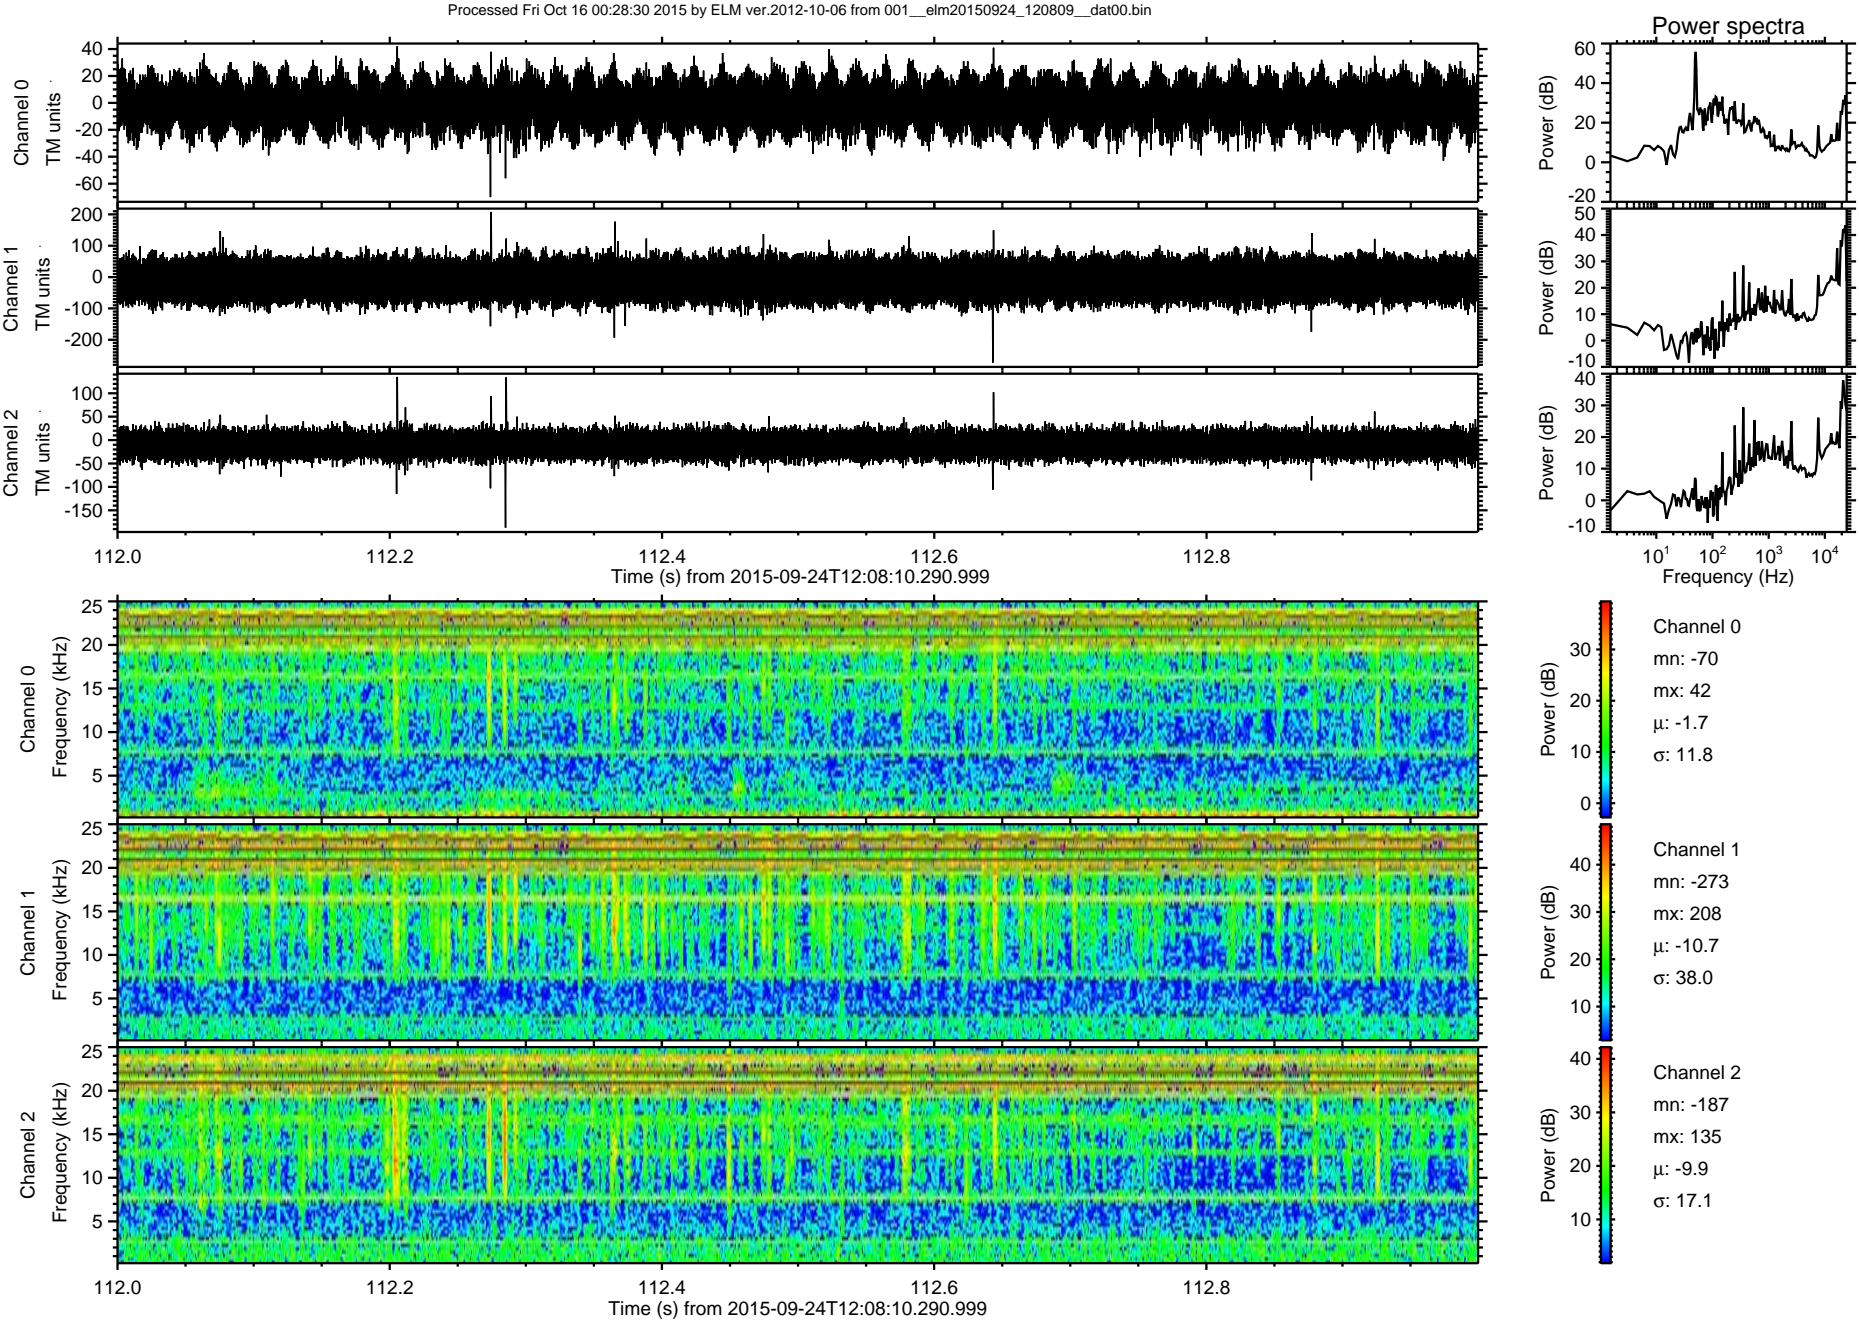 Processed Fri Oct 16 00:28:30 2015 by ELM ver.2012-10-06 from 001__elm20150924_120809__dat00.bin
Power spectra
Channel 0
TM units
40
20
0
-20
-40
-60
Power (dB)
60
40
20
0
-20
Channel 1
TM units
200
100
0
-100
-200
Power (dB)
50
40
30
20
10
0
-10
Channel 2
TM units
100
50
0
-50
-100
-150
Power (dB)
40
30
20
10
0
-10
112.0 112.2 112.4 112.6 112.8
Time (s) from 2015-09-24T12:08:10.290.999
10^1 10^2 10^3 10^4
Frequency (Hz)
Channel 0
Frequency (kHz)
25
20
15
10
5
Power (dB)
30
20
10
0
Channel 0
mn: -70
mx: 42
μ: -1.7
σ: 11.8
Channel 1
Frequency (kHz)
25
20
15
10
5
Power (dB)
40
30
20
10
Channel 1
mn: -273
mx: 208
μ: -10.7
σ: 38.0
Channel 2
Frequency (kHz)
25
20
15
10
5
Power (dB)
40
30
20
10
Channel 2
mn: -187
mx: 135
μ: -9.9
σ: 17.1
112.0 112.2 112.4 112.6 112.8
Time (s) from 2015-09-24T12:08:10.290.999